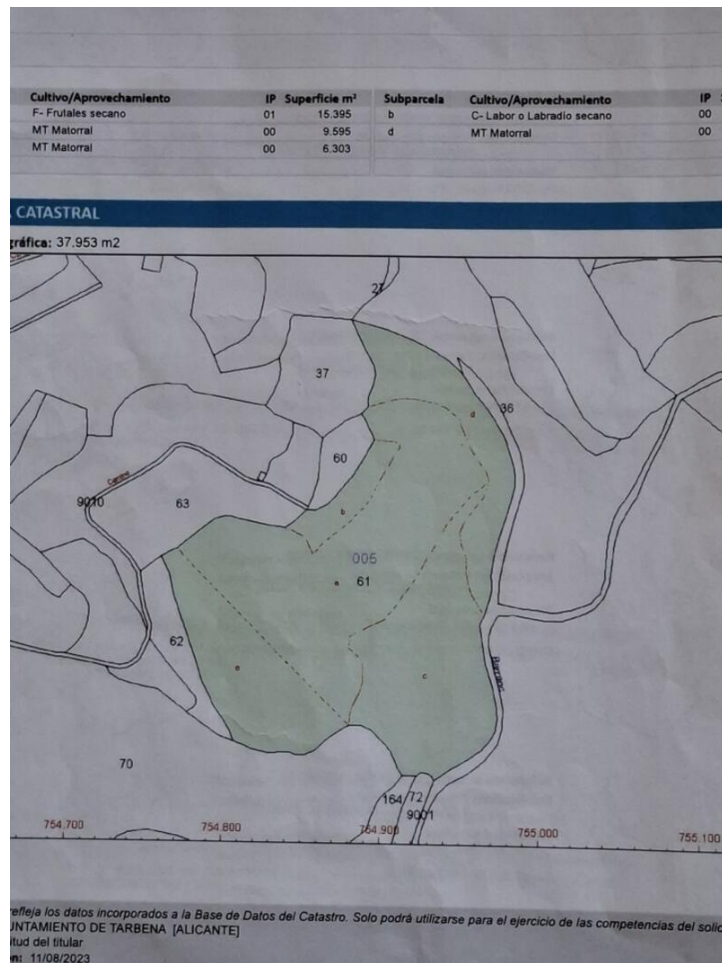 Cultivo/Aprovechamiento IP Superficie m² Subparcela Cultivo/Aprovechamiento IP
F- Frutales secano 01 15.395 b C- Labor o Labradío secano 00
MT Matorral 00 9.595 d MT Matorral 00
MT Matorral 00 6.303
CATASTRAL
gráfica: 37.953 m2
27
37
36
d
60
9010
63
b
005
61
62
e
c
Barranc
70
164
72
9001
764.700 754.800 754.900 755.000 755.100
refleja los datos incorporados a la Base de Datos del Catastro. Solo podrá utilizarse para el ejercicio de las competencias del solic
UNTAMIENTO DE TARBENA [ALICANTE]
itud del titular
n: 11/08/2023